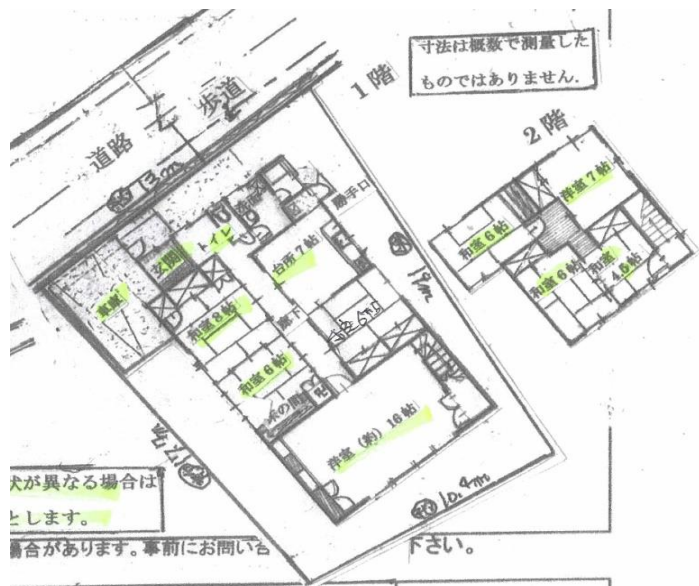 寸法は概数で測量した
ものではありません.
1階
2階
道路
歩道
13m
勝手口
トイレ
玄関
台所7帖
洋室7帖
和室6帖
和室6帖
和室
4.5帖
車庫
和室8帖
廊下
和室6帖
19m
床の間
洋室（約）16帖
10.4m
状が異なる場合は
とします。
場合があります。事前にお問い合
下さい。